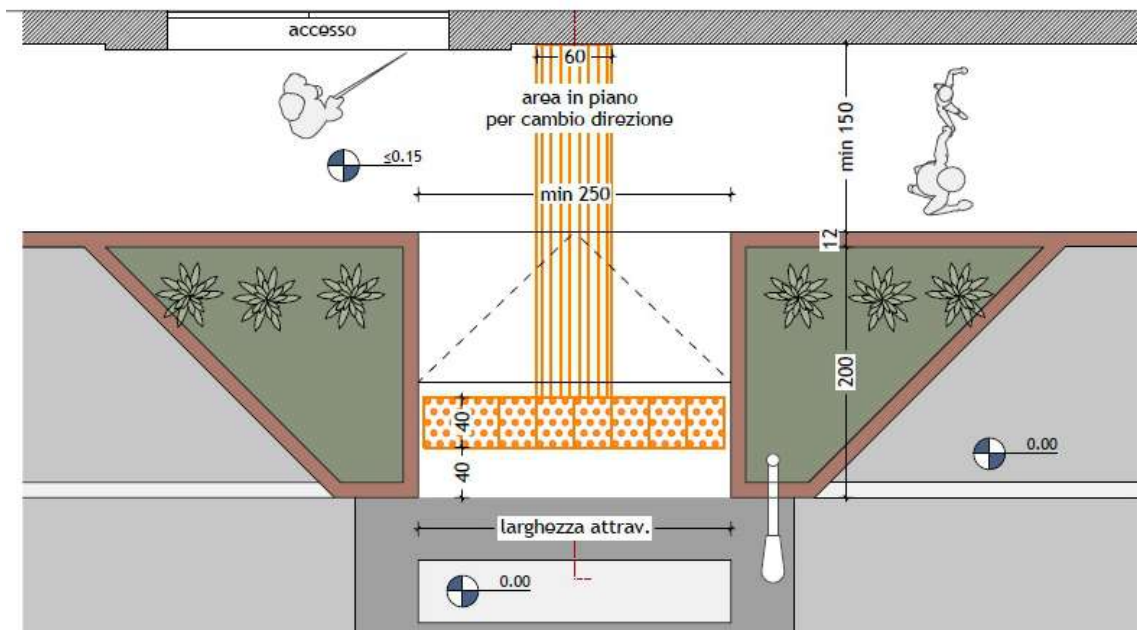 accesso
60
area in piano
per cambio direzione
min 150
≤0.15
min 250
12
200
40
40
0.00
larghezza attrav.
0.00